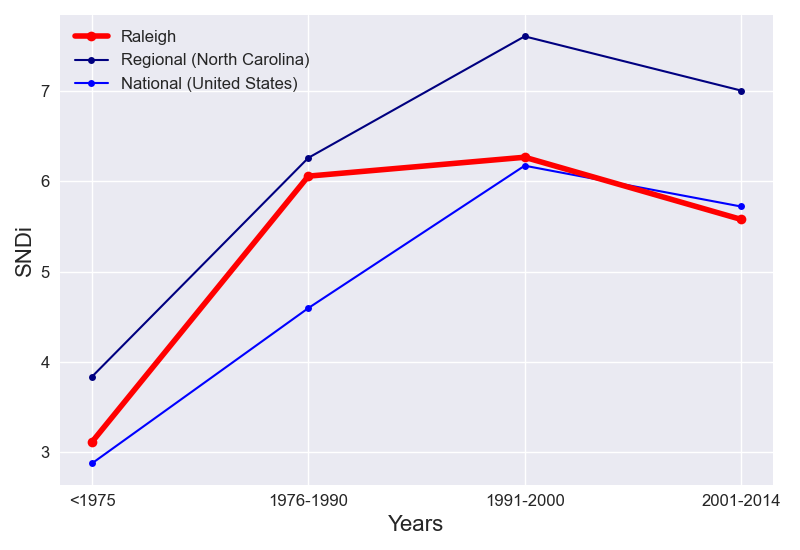 Raleigh
Regional (North Carolina)
National (United States)
7
6
5
4
3
SNDi
<1975 1976-1990 1991-2000 2001-2014
Years